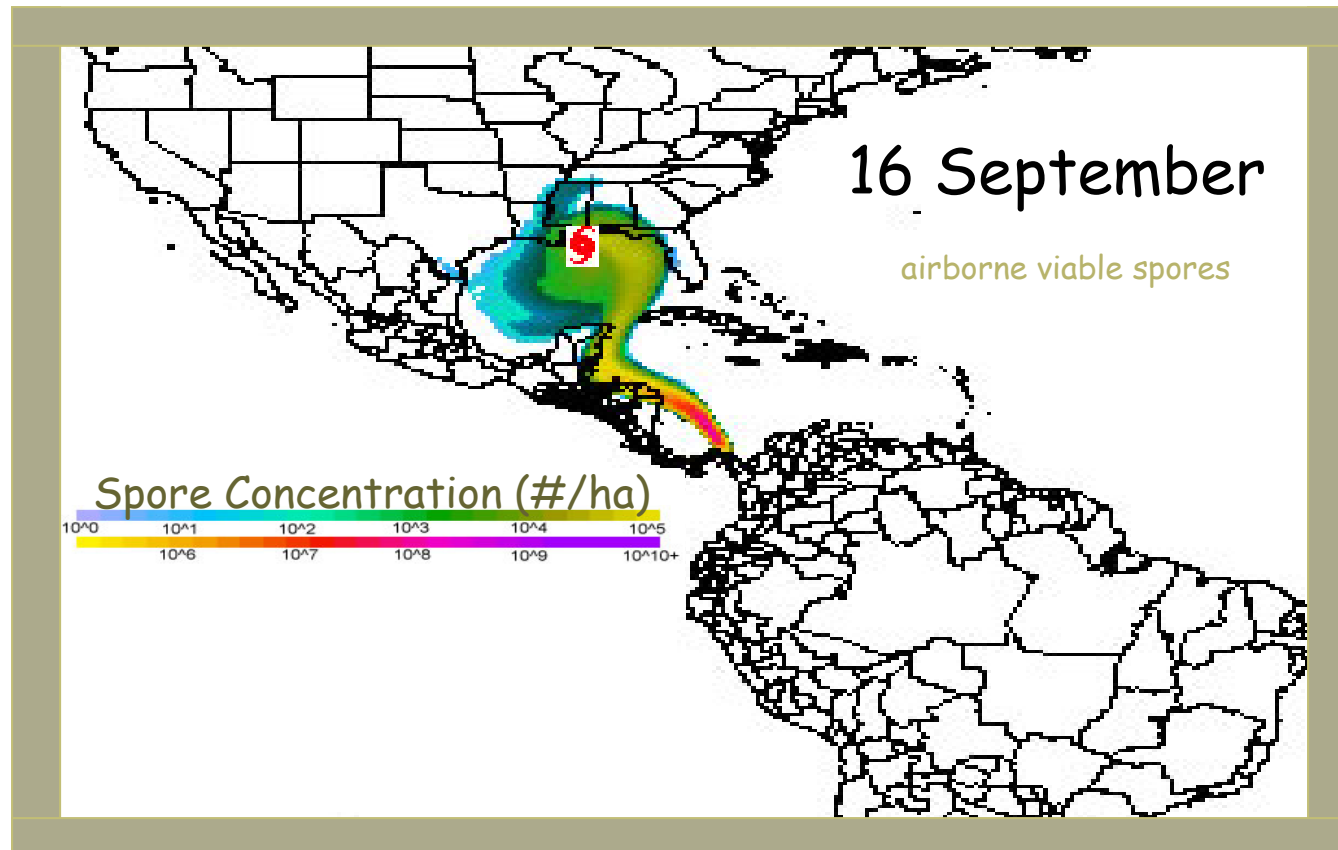 16 September
airborne viable spores
Spore Concentration (#/ha)
10^0 10^1 10^2 10^3 10^4 10^5
10^6 10^7 10^8 10^9 10^10+